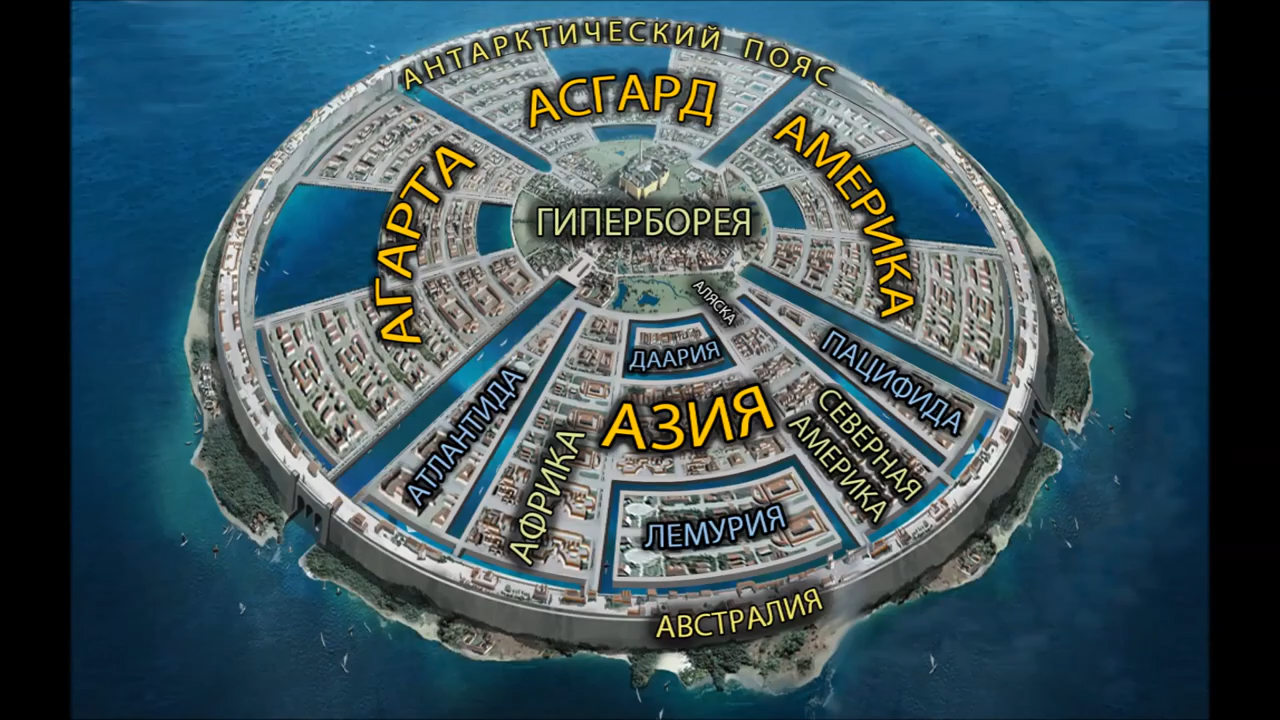 АНТАРКТИЧЕСКИЙ ПОЯС
АСГАРД
АМЕРИКА
АГАРТА
ГИПЕРБОРЕЯ
АЛЯСКА
ДААРИЯ
ПАЦИФИДА
АТЛАНТИДА
АЗИЯ
СЕВЕРНАЯ
АМЕРИКА
АФРИКА
ЛЕМУРИЯ
АВСТРАЛИЯ